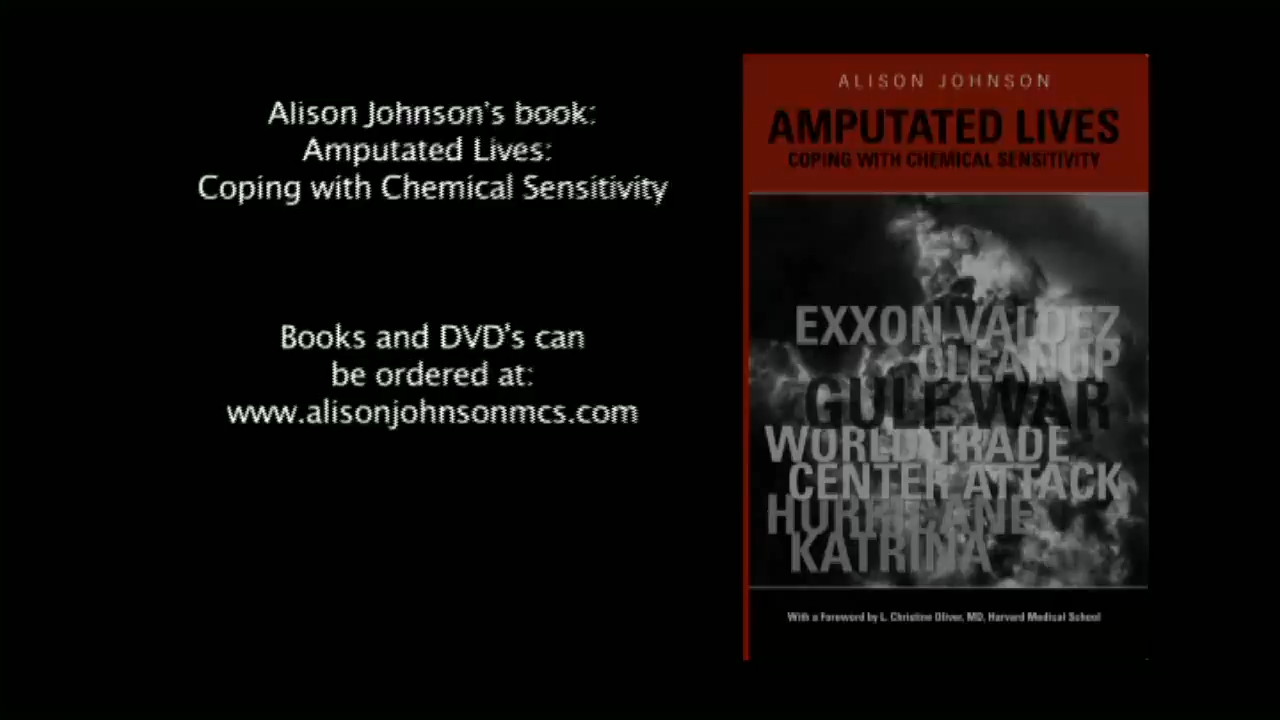 Alison Johnson's book:
Amputated Lives:
Coping with Chemical Sensitivity
Books and DVD's can
be ordered at:
www.alisonjohnsonmcs.com
ALISON JOHNSON
AMPUTATED LIVES
COPING WITH CHEMICAL SENSITIVITY
EXXON VALDEZ
CLEANUP
GULF WAR
WORLD TRADE
CENTER ATTACK
HURRICANE
KATRINA
With a Foreword by L. Christine Oliver, MD, Harvard Medical School